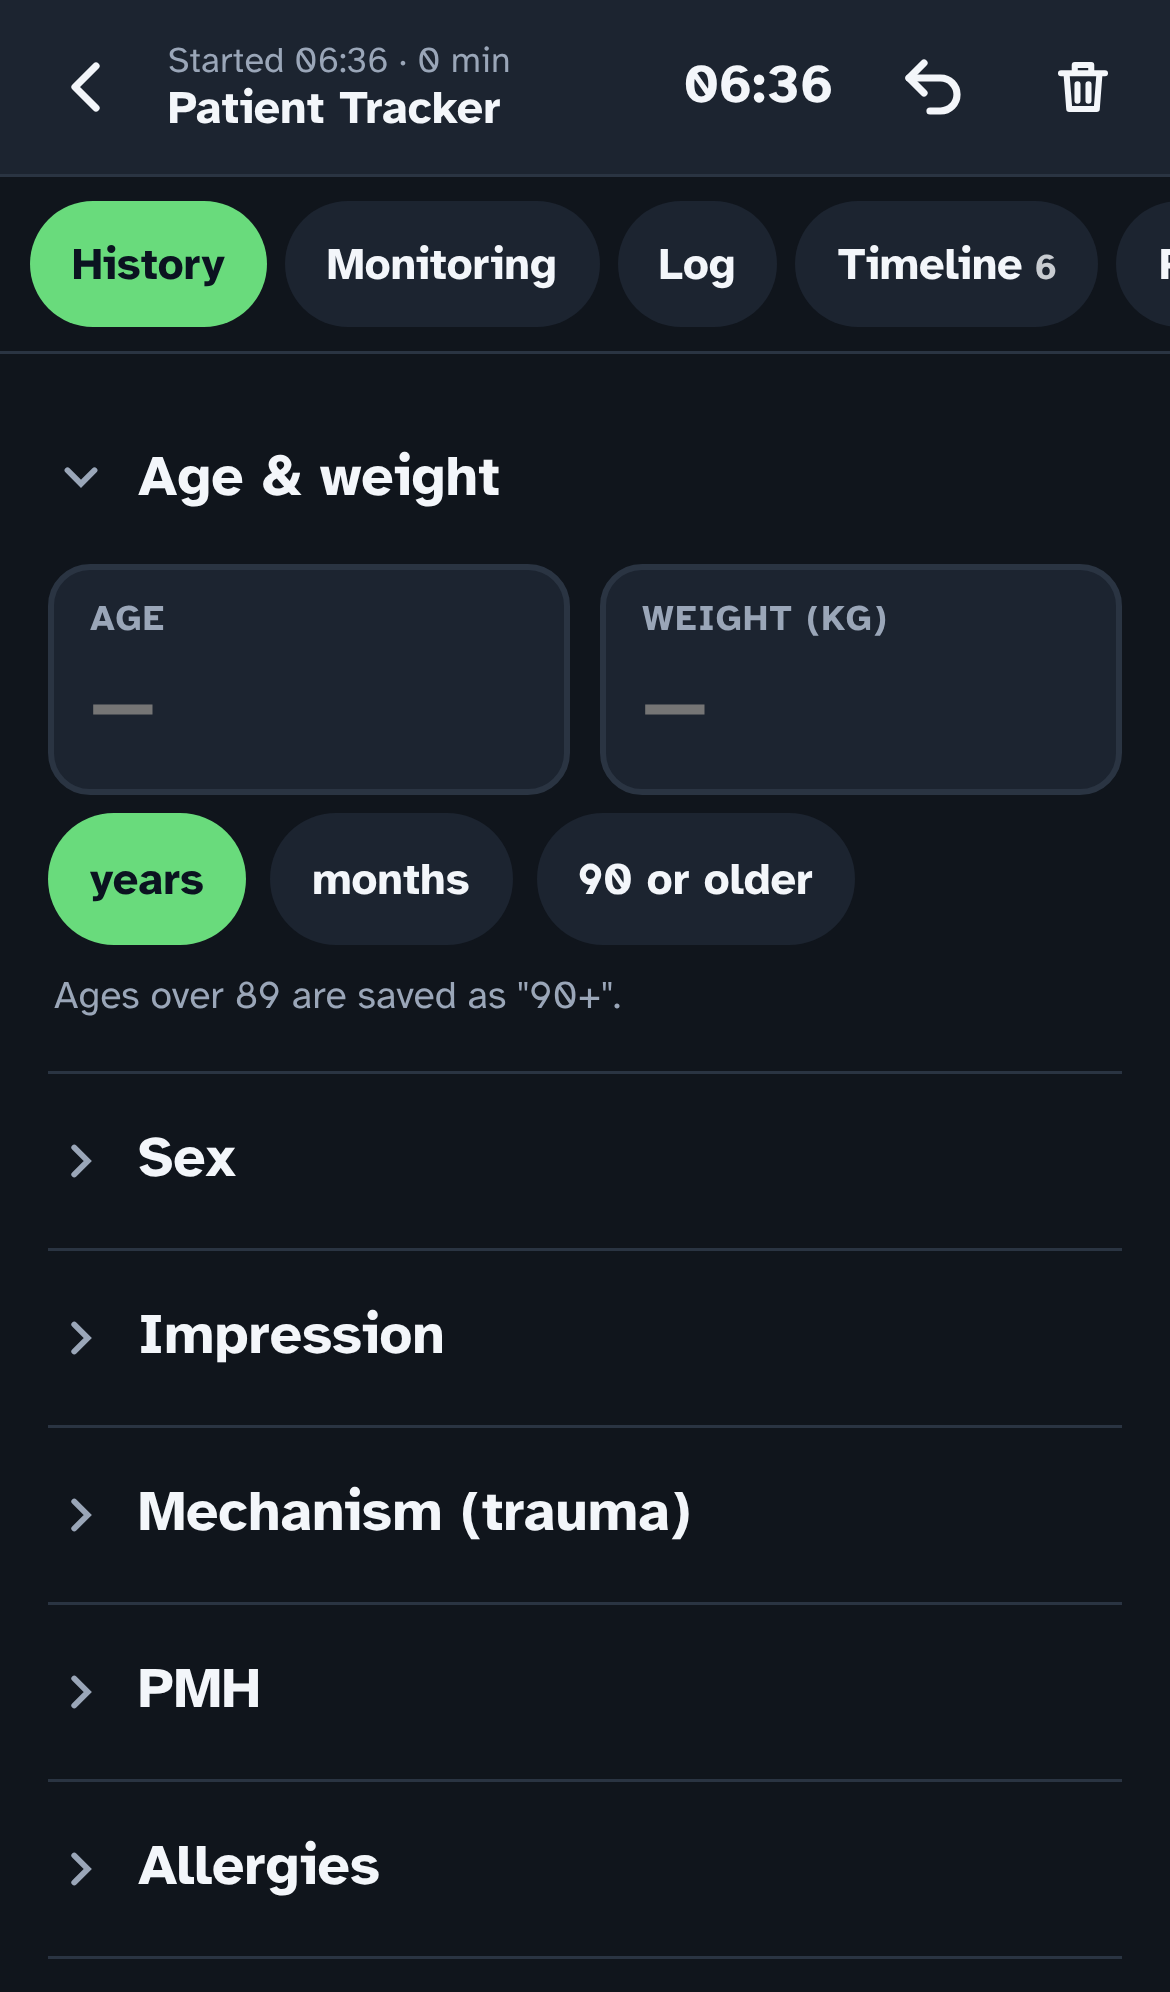 Started 06:36 · 0 min
Patient Tracker
06:36
History
Monitoring
Log
Timeline 6
Age & weight
AGE
—
WEIGHT (KG)
—
years
months
90 or older
Ages over 89 are saved as "90+".
Sex
Impression
Mechanism (trauma)
PMH
Allergies